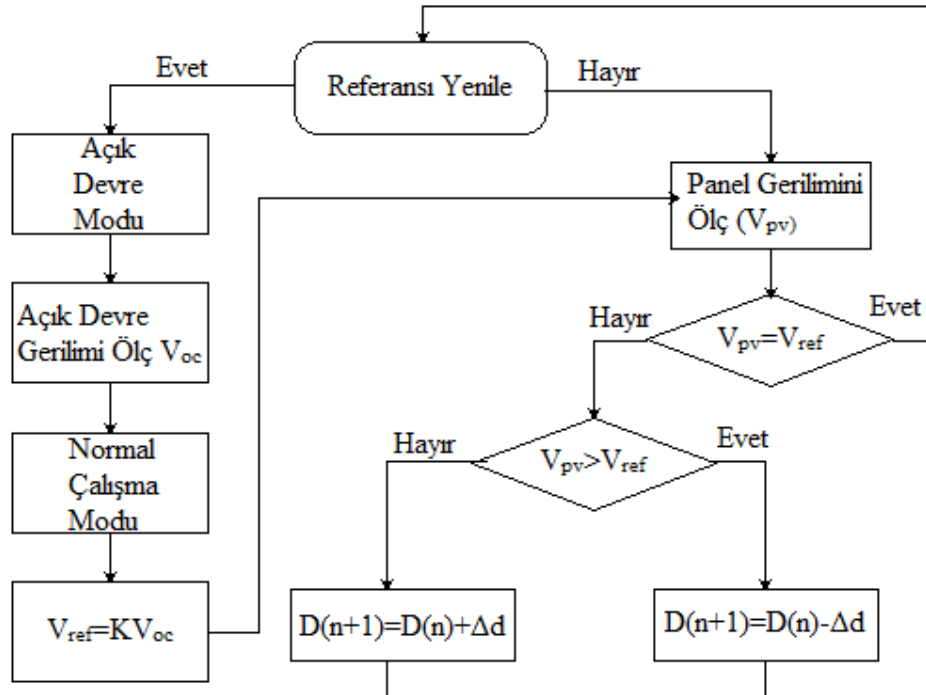 Evet
Referansı Yenile
Hayır
Açık
Devre
Modu
Panel Gerilimini
Ölç (Vpv)
Açık Devre
Gerilimi Ölç Voc
Hayır
Vpv=Vref
Evet
Normal
Çalışma
Modu
Hayır
Vpv>Vref
Evet
Vref=KVoc
D(n+1)=D(n)+Δd
D(n+1)=D(n)-Δd